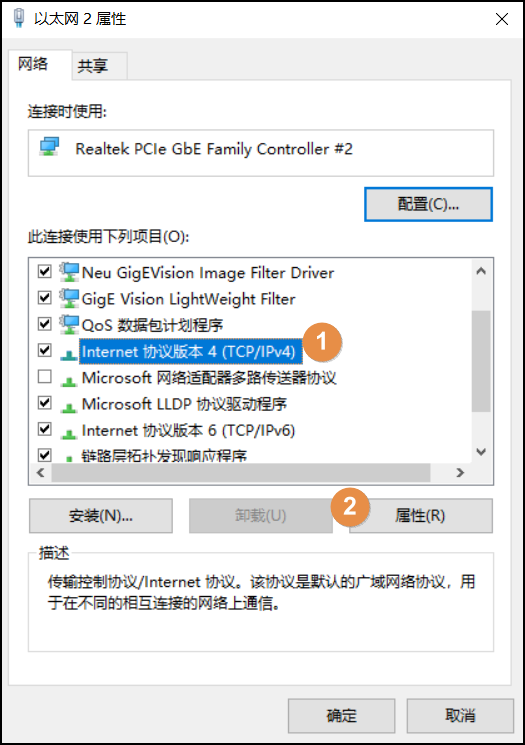 以太网 2 属性
网络
共享
连接时使用:
Realtek PCIe GbE Family Controller #2
配置(C)...
此连接使用下列项目(O):
Neu GigEVision Image Filter Driver
GigE Vision LightWeight Filter
QoS 数据包计划程序
Internet 协议版本 4 (TCP/IPv4)
1
Microsoft 网络适配器多路传送器协议
Microsoft LLDP 协议驱动程序
Internet 协议版本 6 (TCP/IPv6)
链路层拓扑发现响应程序
安装(N)...
卸载(U)
2
属性(R)
描述
传输控制协议/Internet 协议。该协议是默认的广域网络协议，用
于在不同的相互连接的网络上通信。
确定
取消